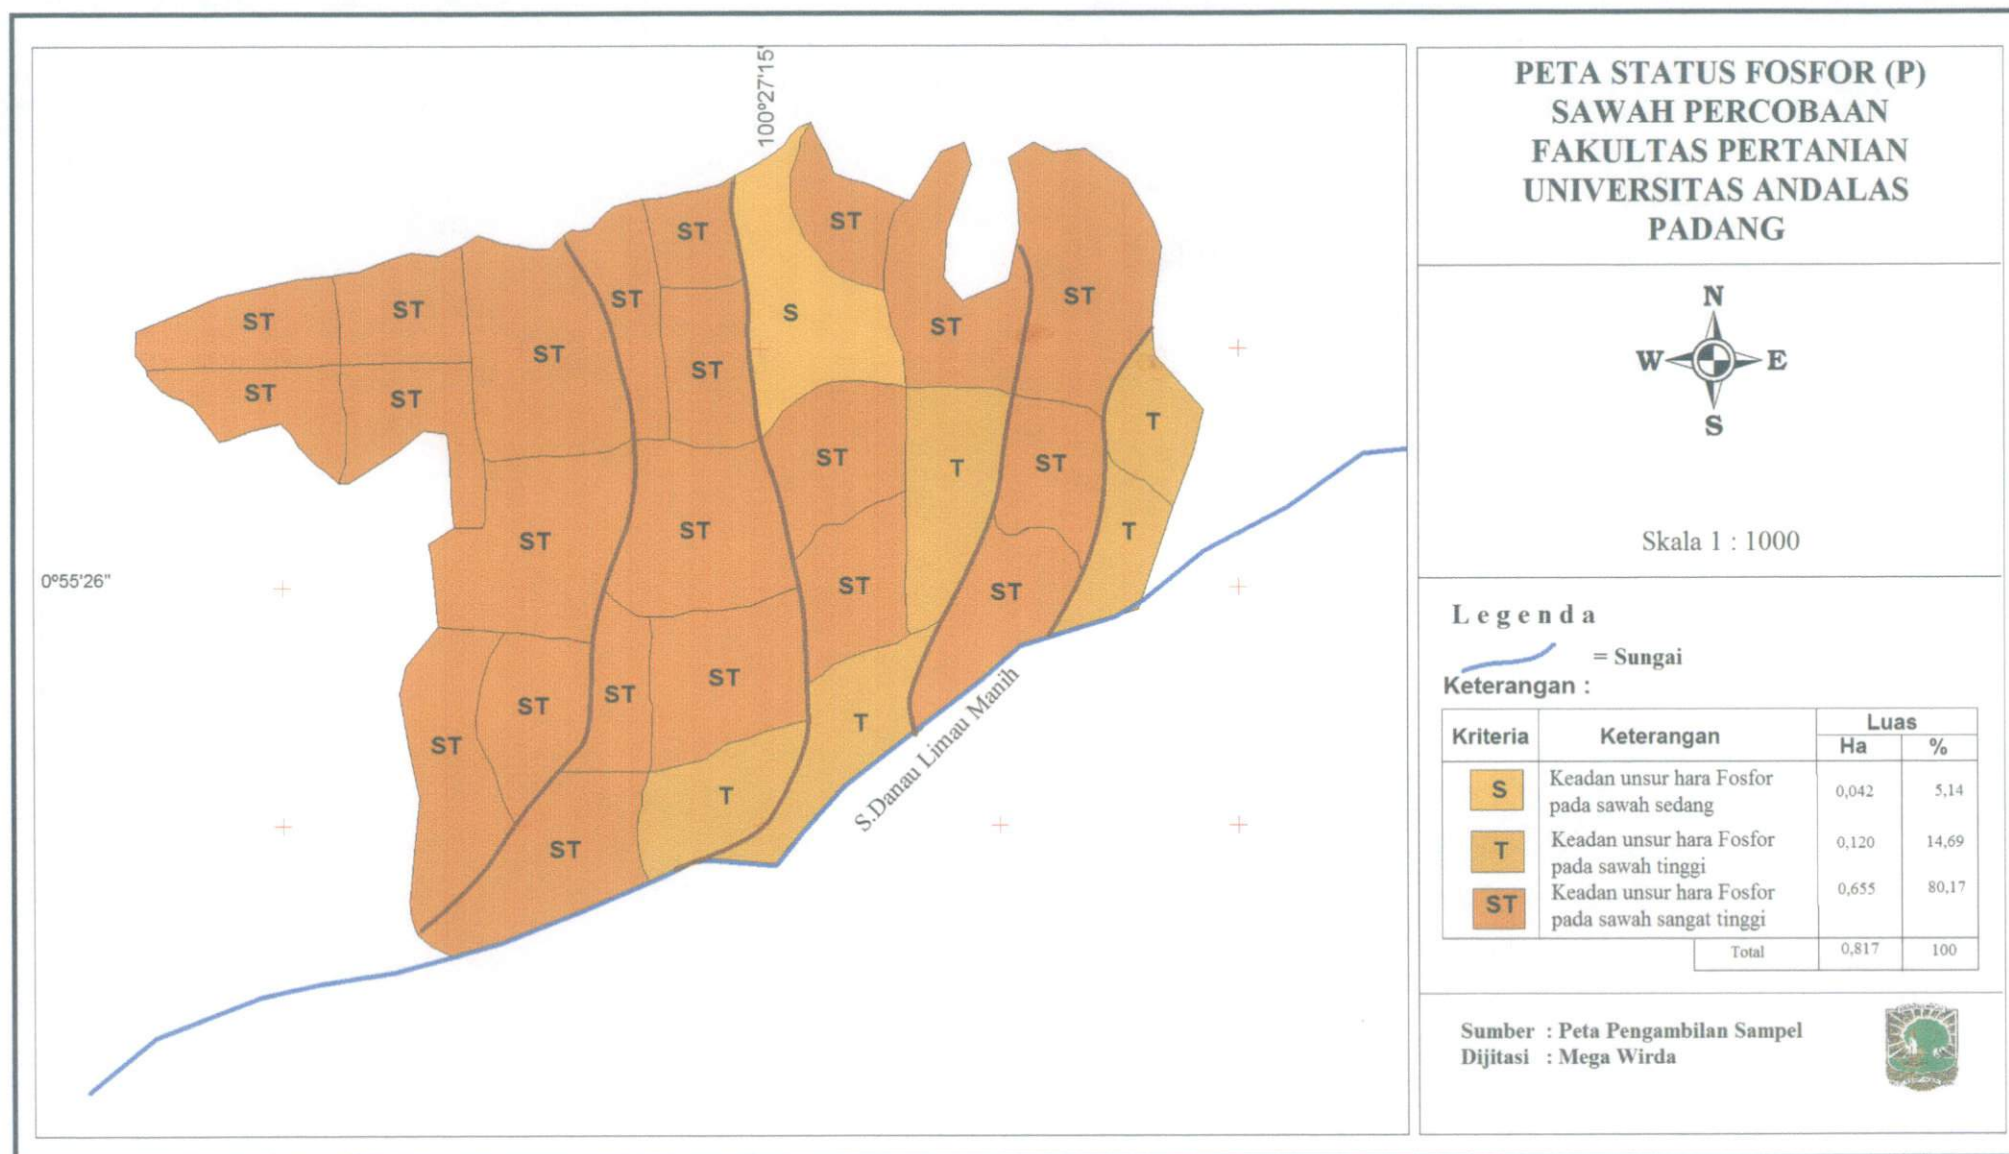 100º27'15'
ST
ST
ST
ST
ST
ST
ST
ST
S
ST
ST
ST
ST
ST
ST
T
ST
T
ST
ST
T
0º55'26"
ST
ST
ST
ST
ST
ST
T
ST
T
ST
S.Danau Limau Manih
PETA STATUS FOSFOR (P)
SAWAH PERCOBAAN
FAKULTAS PERTANIAN
UNIVERSITAS ANDALAS
PADANG
N
W E
S
Skala 1 : 1000
Legenda
= Sungai
Keterangan :
Kriteria Keterangan Luas
Ha %
S Keadan unsur hara Fosfor pada sawah sedang 0,042 5,14
T Keadan unsur hara Fosfor pada sawah tinggi 0,120 14,69
ST Keadan unsur hara Fosfor pada sawah sangat tinggi 0,655 80,17
Total 0,817 100
Sumber : Peta Pengambilan Sampel
Dijitasi : Mega Wirda